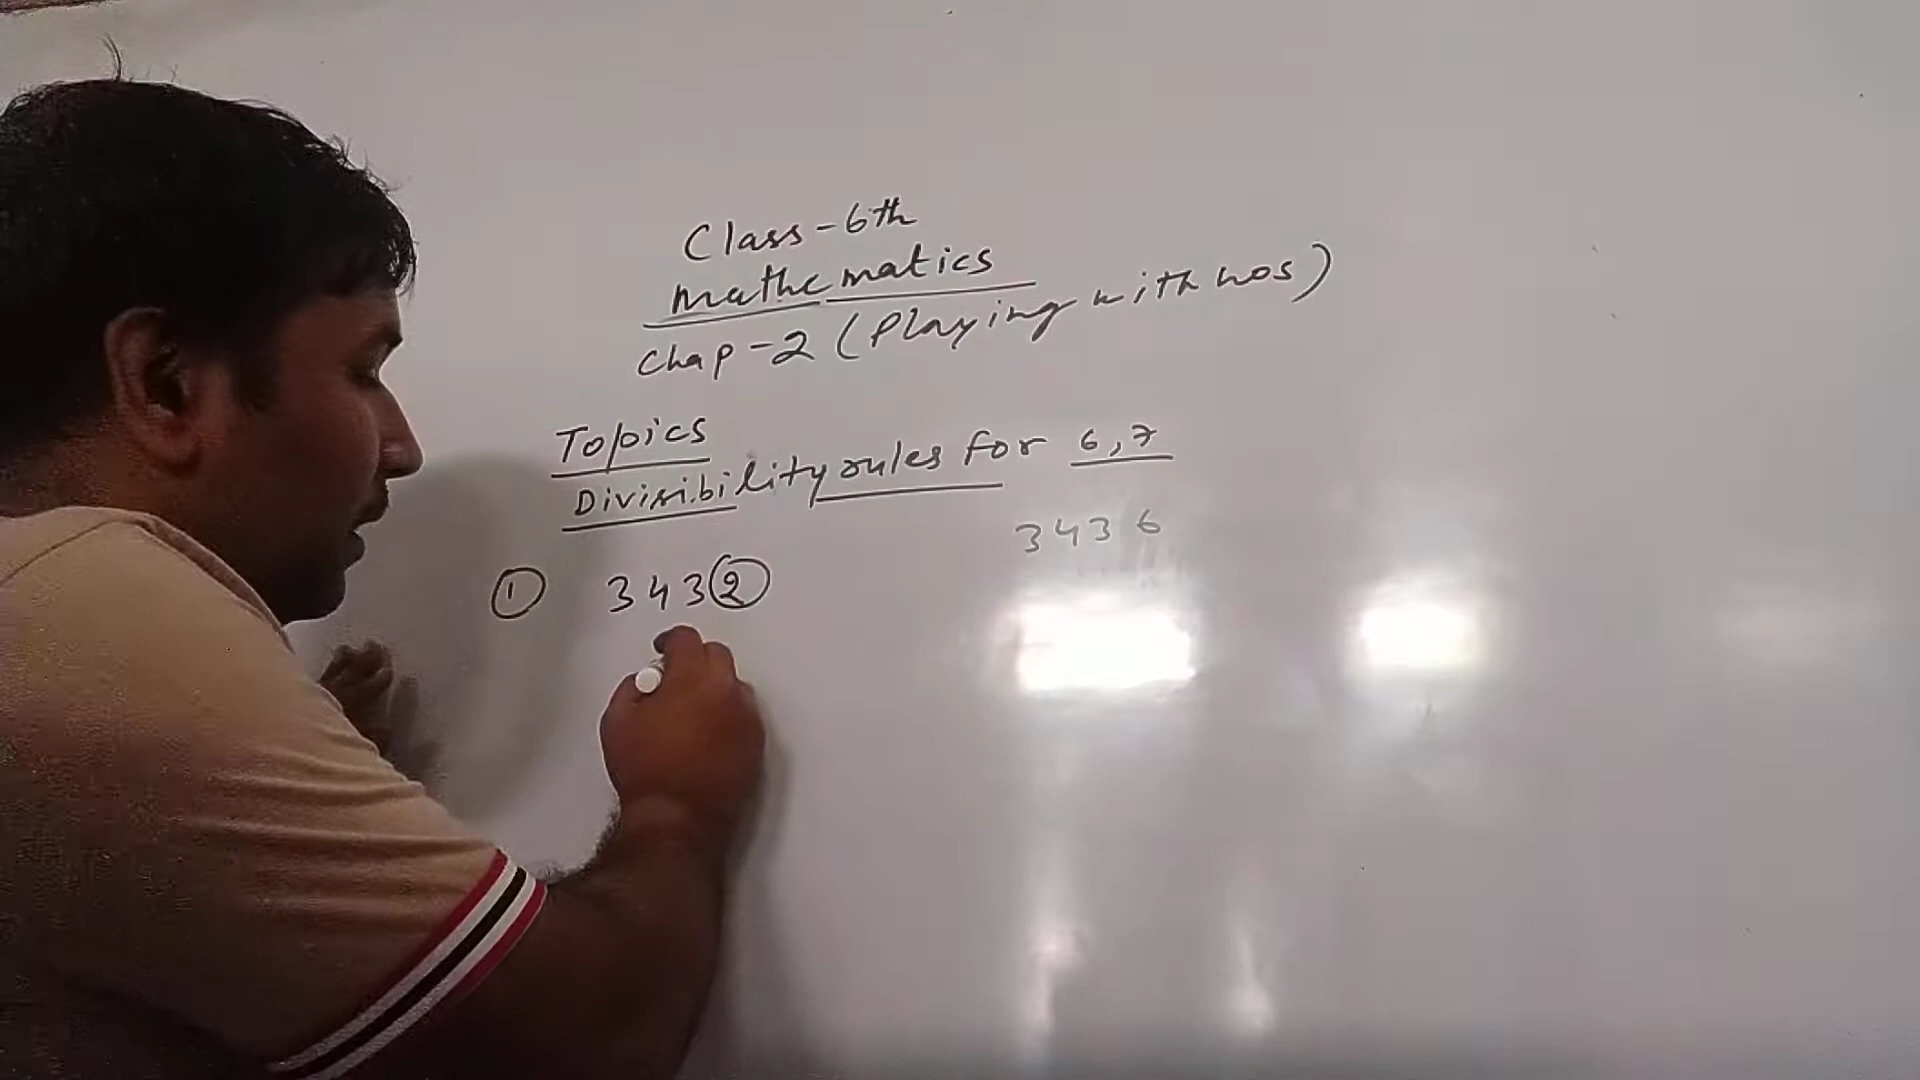 Class-6th
Mathematics
Chap-2 (Playing with nos)
Topics
Divisibility rules for 6,7
3436
① 3432